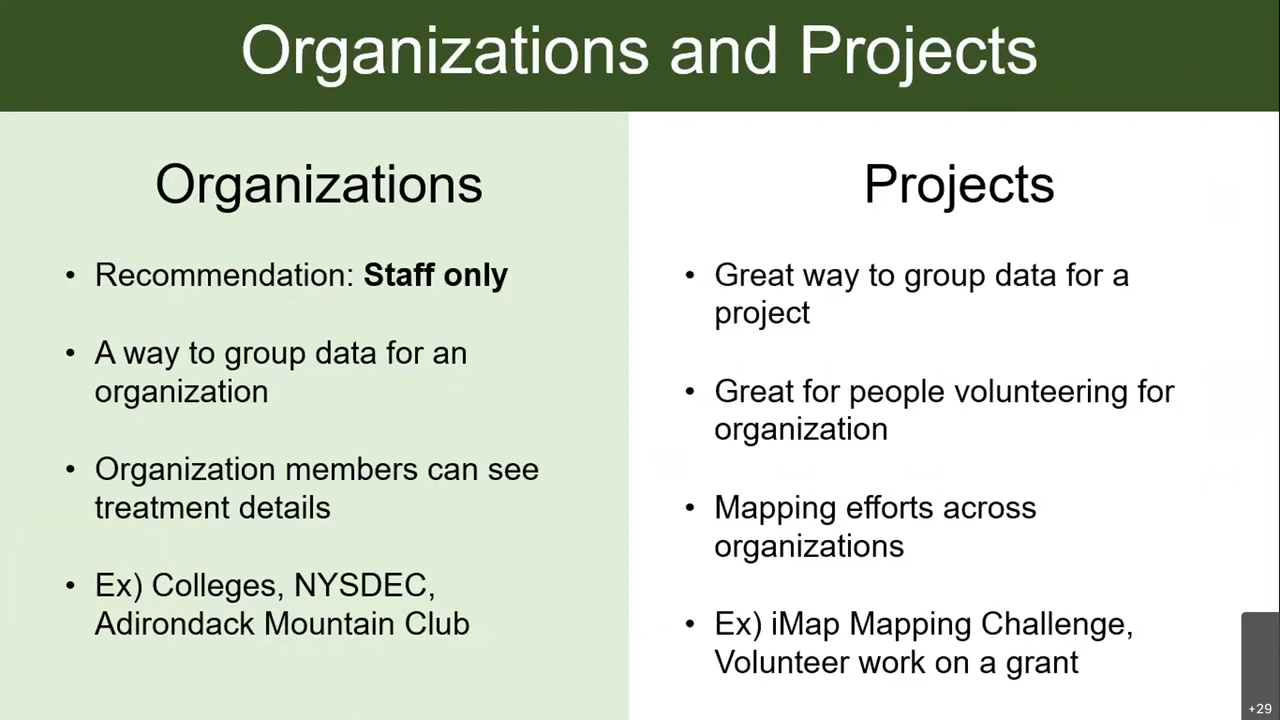 Organizations and Projects
Organizations
• Recommendation: Staff only
• A way to group data for an
organization
• Organization members can see
treatment details
• Ex) Colleges, NYSDEC,
Adirondack Mountain Club
Projects
• Great way to group data for a
project
• Great for people volunteering for
organization
• Mapping efforts across
organizations
• Ex) iMap Mapping Challenge,
Volunteer work on a grant
+29